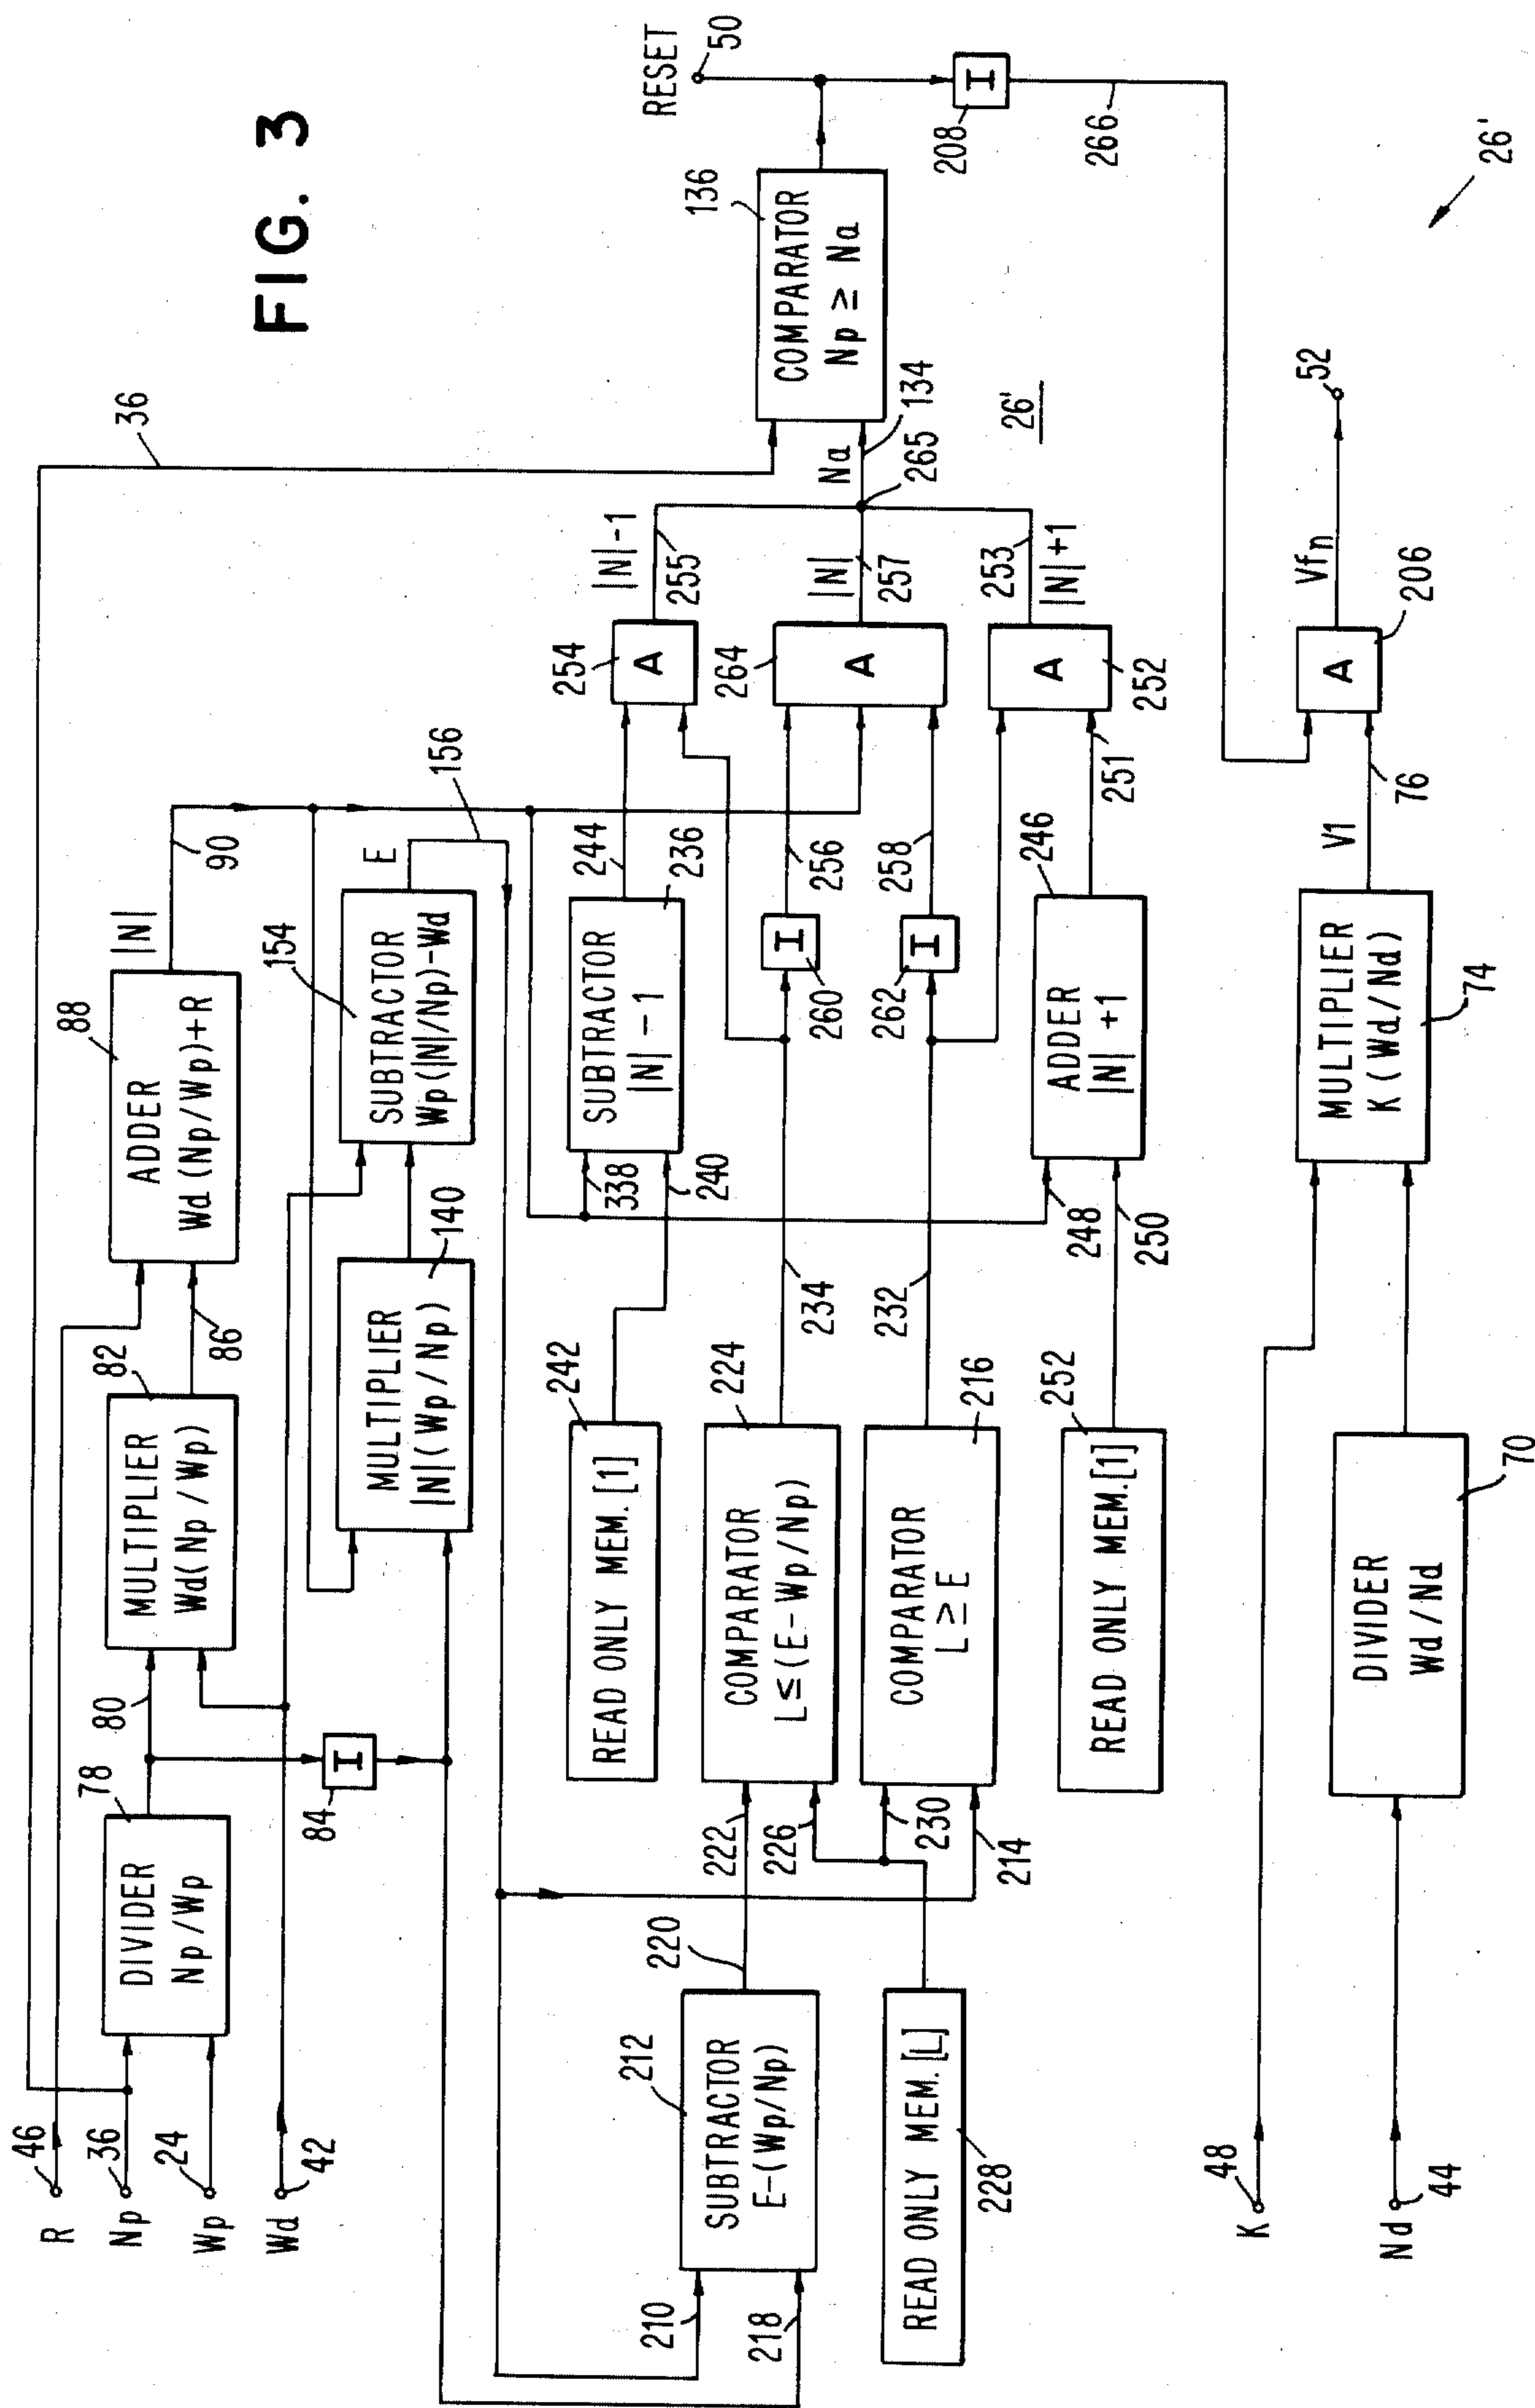 FIG. 3
R
46
Np
36
Wp
24
Wd
42
DIVIDER
Np/Wp
78
80
84
I
MULTIPLIER
Wd(Np/Wp)
82
86
ADDER
Wd(Np/Wp)+R
88
|N|
90
36
MULTIPLIER
|N|(Wp/Np)
140
SUBTRACTOR
Wp(|N|/Np)-Wd
154
E
156
210
218
SUBTRACTOR
E-(Wp/Np)
212
220
222
226
READ ONLY MEM.[L]
228
230
214
READ ONLY MEM.[1]
242
COMPARATOR
L≤(E-Wp/Np)
224
COMPARATOR
L≥E
216
READ ONLY MEM.[1]
252
234
232
338
240
SUBTRACTOR
|N|-1
236
244
248
250
ADDER
|N|+1
246
251
I
260
256
I
262
258
A
254
|N|-1
255
A
264
|N|
257
A
252
253
|N|+1
265
Na
134
COMPARATOR
Np ≥ Na
136
RESET
50
I
208
266
26'
26'
K
48
Nd
44
DIVIDER
Wd/Nd
70
MULTIPLIER
K(Wd/Nd)
74
V1
76
A
206
Vfn
52